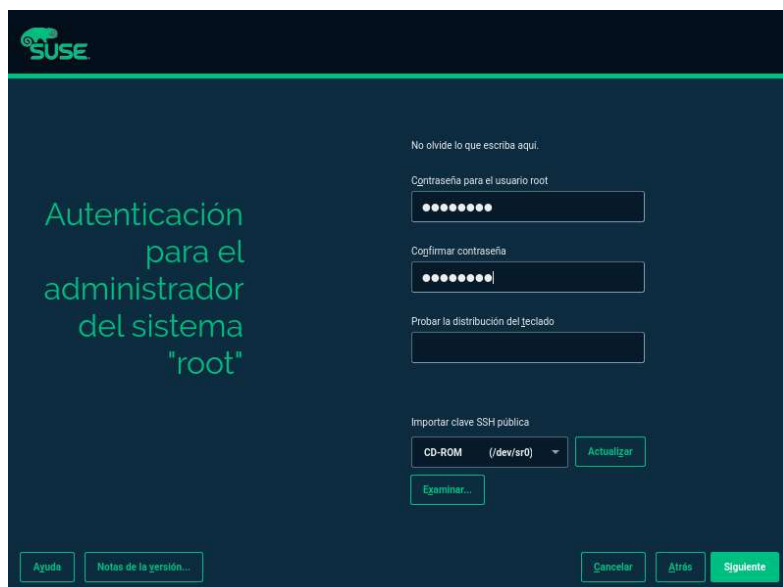 SUSE
Autenticación
para el
administrador
del sistema
"root"
No olvide lo que escriba aquí.
Contraseña para el usuario root
●●●●●●●●
Confirmar contraseña
●●●●●●●●
Probar la distribución del teclado
Importar clave SSH pública
CD-ROM (/dev/sr0)
Actualizar
Examinar...
Ayuda
Notas de la versión...
Cancelar
Atrás
Siguiente